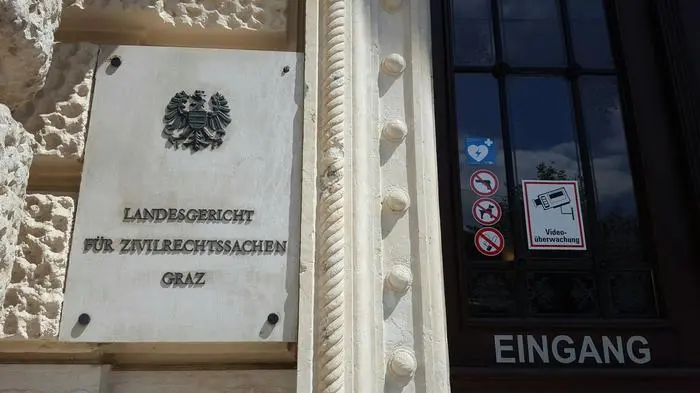 LANDESGERICHT
FÜR ZIVILRECHTSSACHEN
GRAZ
Video-
überwachung
EINGANG